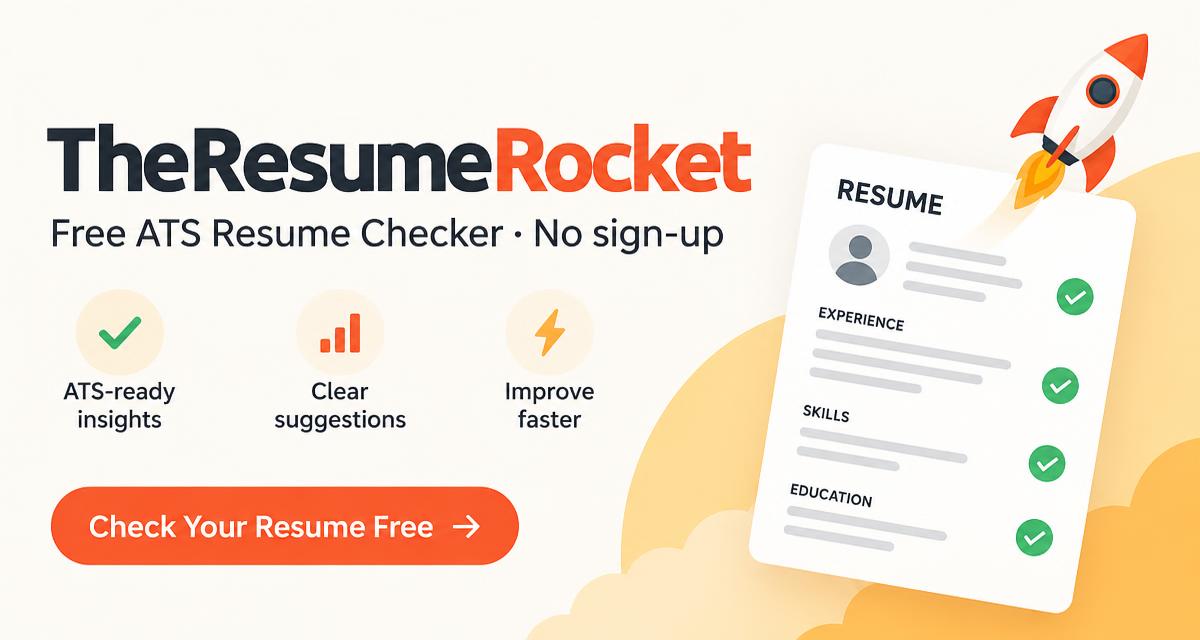 TheResumeRocket
Free ATS Resume Checker · No sign-up
ATS-ready
insights
Clear
suggestions
Improve
faster
Check Your Resume Free →
RESUME
EXPERIENCE
SKILLS
EDUCATION